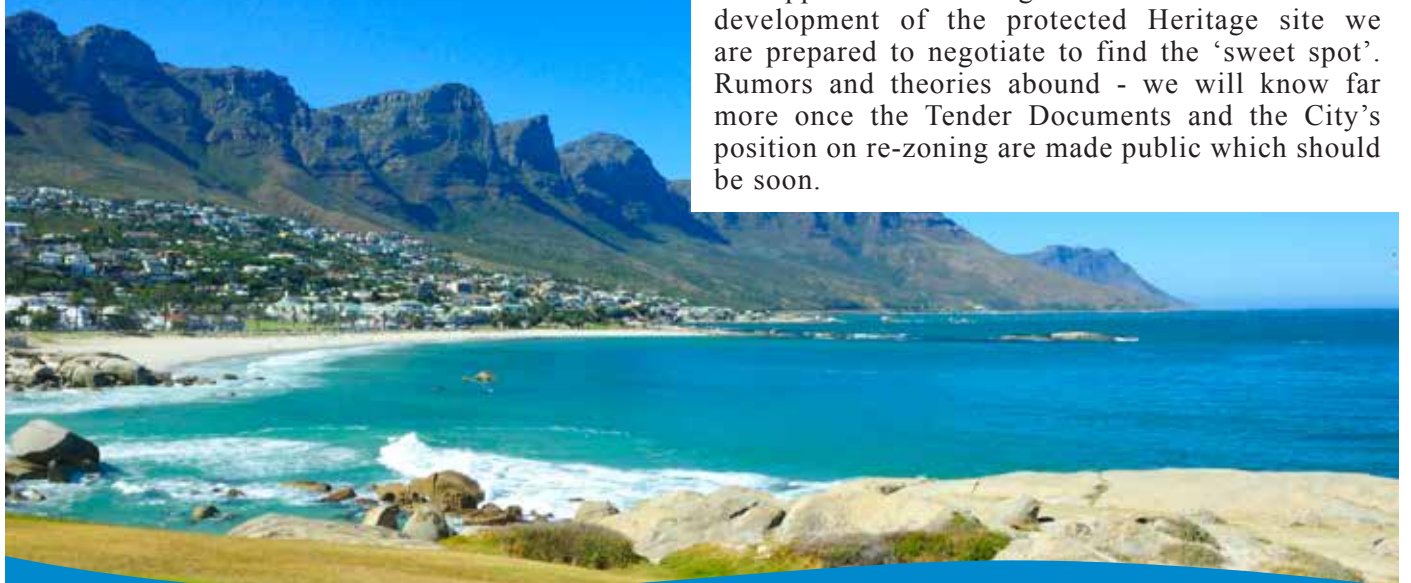 development of the protected Heritage site we
are prepared to negotiate to find the ‘sweet spot’.
Rumors and theories abound - we will know far
more once the Tender Documents and the City’s
position on re-zoning are made public which should
be soon.